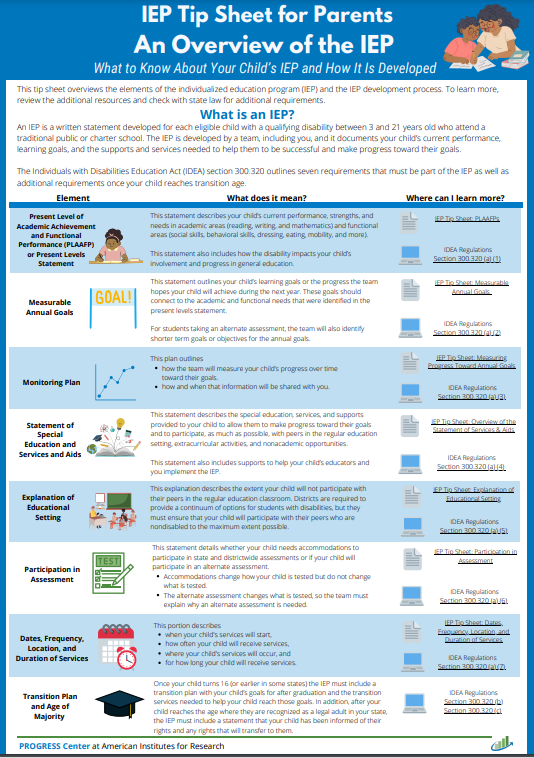 IEP Tip Sheet for Parents
An Overview of the IEP
What to Know About Your Child's IEP and How It Is Developed
This tip sheet overviews the elements of the individualized education program (IEP) and the IEP development process. To learn more,
review the additional resources and check with state law for additional requirements.
What is an IEP?
An IEP is a written statement developed for each eligible child with a qualifying disability between 3 and 21 years old who attend a
traditional public or charter school. The IEP is developed by a team, including you, and it documents your child's current performance,
learning goals, and the supports and services needed to help them to be successful and make progress toward their goals.
The Individuals with Disabilities Education Act (IDEA) section 300.320 outlines seven requirements that must be part of the IEP as well as
additional requirements once your child reaches transition age.
Element
What does it mean?
Where can I learn more?
Present Level of
Academic Achievement
and Functional
Performance (PLAAFP)
or Present Levels
Statement
This statement describes your child's current performance, strengths, and
needs in academic areas (reading, writing, and mathematics) and functional
areas (social skills, behavioral skills, dressing, eating, mobility, and more).
This statement also includes how the disability impacts your child's
involvement and progress in general education.
IEP Tip Sheet: PLAAFPs
IDEA Regulations
Section 300.320 (a) (1)
Measurable
Annual Goals
GOAL!
This statement outlines your child's learning goals or the progress the team
hopes your child will achieve during the next year. These goals should
connect to the academic and functional needs that were identified in the
present levels statement.
For students taking an alternate assessment, the team will also identify
shorter term goals or objectives for the annual goals.
IEP Tip Sheet: Measurable
Annual Goals
IDEA Regulations
Section 300.320 (a) (2)
Monitoring Plan
This plan outlines
• how the team will measure your child's progress over time
toward their goals.
• how and when that information will be shared with you.
IEP Tip Sheet: Measuring
Progress Toward Annual Goals
IDEA Regulations
Section 300.320 (a) (3)
Statement of
Special
Education and
Services and Aids
This statement describes the special education, services, and supports
provided to your child to allow them to make progress toward their goals
and to participate, as much as possible, with peers in the regular education
setting, extracurricular activities, and nonacademic opportunities.
This statement also includes supports to help your child's educators and
you implement the IEP.
IEP Tip Sheet: Overview of the
Statement of Services & Aids
IDEA Regulations
Section 300.320 (a) (4)
Explanation of
Educational
Setting
This explanation describes the extent your child will not participate with
their peers in the regular education classroom. Districts are required to
provide a continuum of options for students with disabilities, but they
must ensure that your child will participate with their peers who are
nondisabled to the maximum extent possible.
IEP Tip Sheet: Explanation of
Educational Setting
IDEA Regulations
Section 300.320 (a) (5)
Participation in
Assessment
TEST
This statement details whether your child needs accommodations to
participate in state and districtwide assessments or if your child will
participate in an alternate assessment.
• Accommodations change how your child is tested but do not change
what is tested.
• The alternate assessment changes what is tested, so the team must
explain why an alternate assessment is needed.
IEP Tip Sheet: Participation in
Assessment
IDEA Regulations
Section 300.320 (a) (6)
Dates, Frequency,
Location, and
Duration of Services
This portion describes
• when your child's services will start,
• how often your child will receive services,
• where your child's services will occur, and
• for how long your child will receive services.
IEP Tip Sheet: Dates,
Frequency, Location, and
Duration of Services
IDEA Regulations
Section 300.320 (a) (7)
Transition Plan
and Age of
Majority
Once your child turns 16 (or earlier in some states) the IEP must include a
transition plan with your child's goals for after graduation and the transition
services needed to help your child reach those goals. In addition, after your
child reaches the age where they are recognized as a legal adult in your state,
the IEP must include a statement that your child has been informed of their
rights and any rights that will transfer to them.
IDEA Regulations
Section 300.320 (b)
Section 300.320 (c)
PROGRESS Center at American Institutes for Research